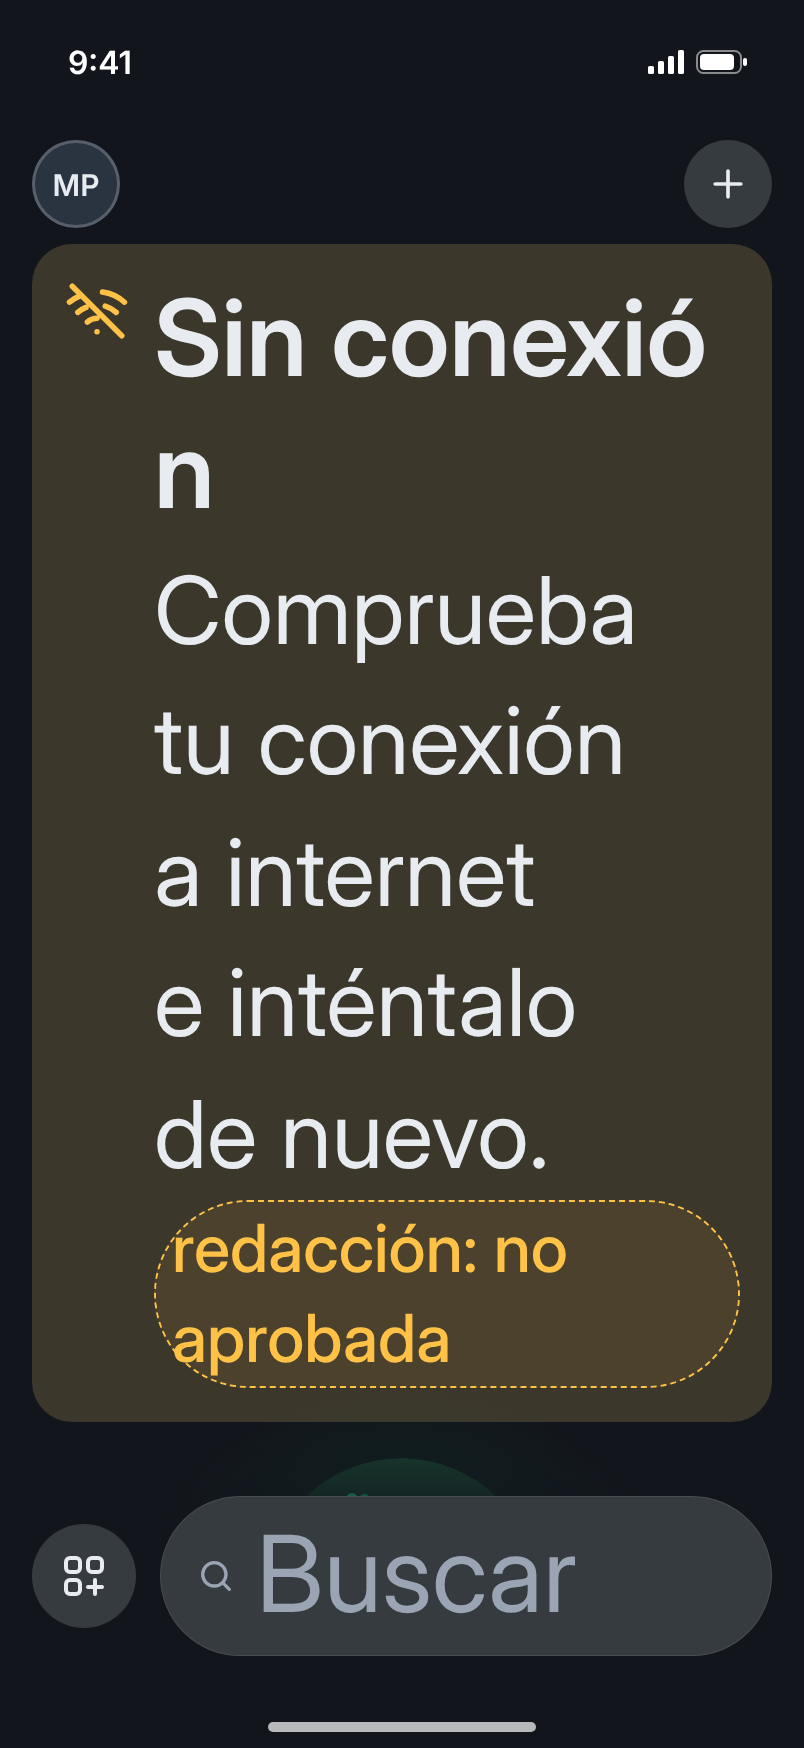 9:41
MP
Sin conexió
n
Comprueba
tu conexión
a internet
e inténtalo
de nuevo.
redacción: no
aprobada
Buscar